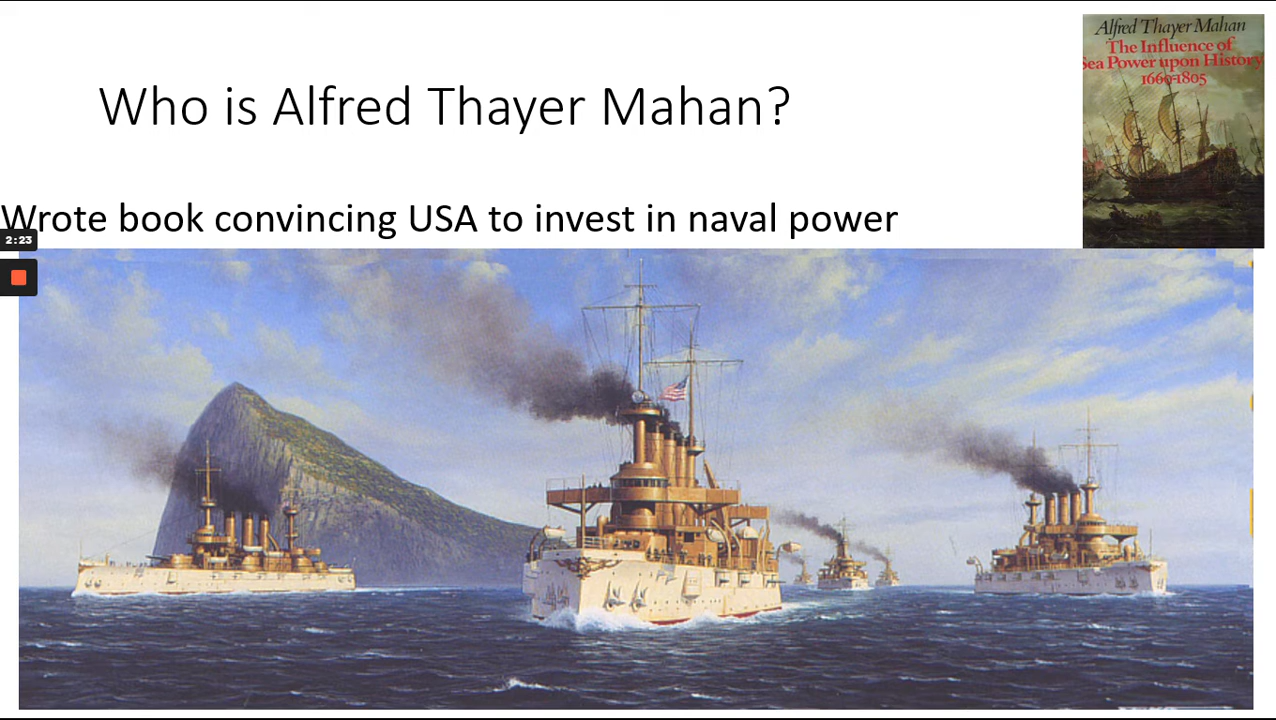 Alfred Thayer Mahan
The Influence of
Sea Power upon History
1660-1805
Who is Alfred Thayer Mahan?
Wrote book convincing USA to invest in naval power
2:23